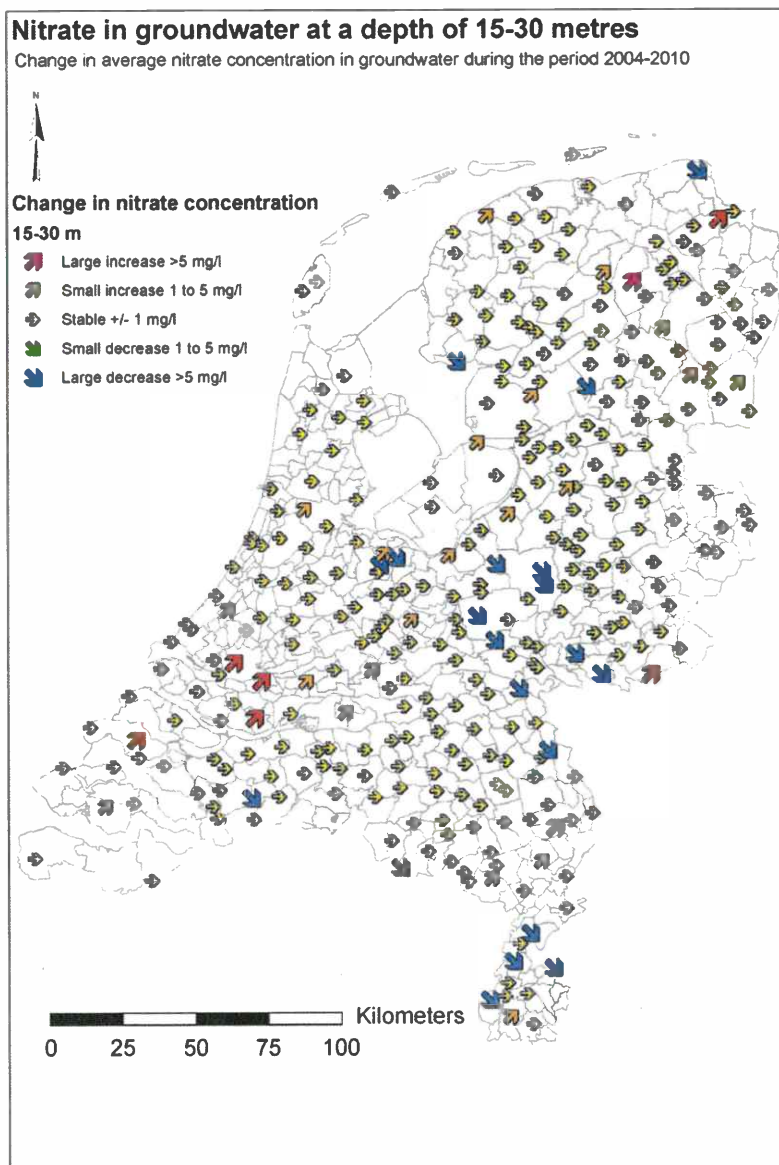 Nitrate in groundwater at a depth of 15-30 metres
Change in average nitrate concentration in groundwater during the period 2004-2010
N
Change in nitrate concentration
15-30 m
Large increase >5 mg/l
Small increase 1 to 5 mg/l
Stable +/- 1 mg/l
Small decrease 1 to 5 mg/l
Large decrease >5 mg/l
Kilometers
0 25 50 75 100